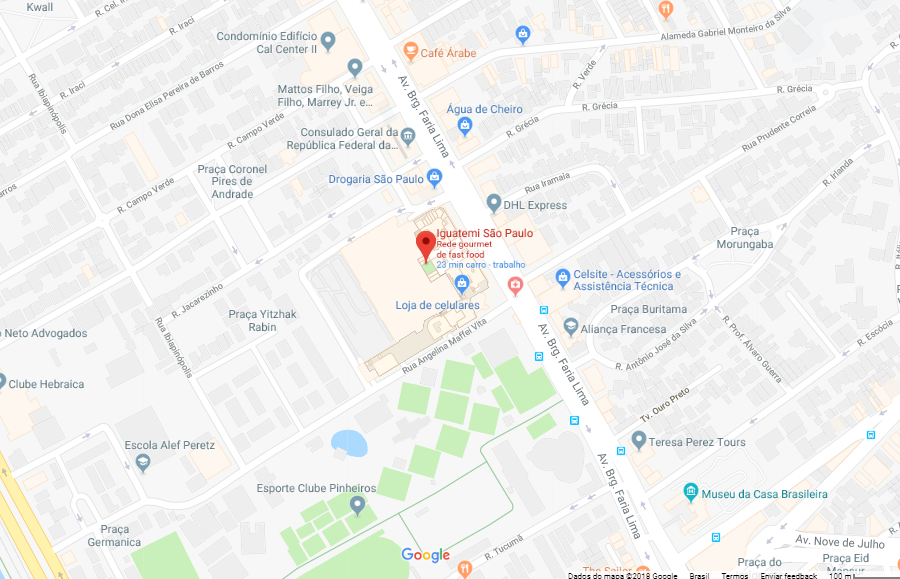 Kwall
R. Iraci
Condomínio Edifício
Cal Center II
Café Árabe
Alameda Gabriel Monteiro da Silva
R. Iraci
Rua Ibiapinópolis
Rua Dona Elisa Pereira de Barros
Mattos Filho, Veiga
Filho, Marrey Jr. e...
Av. Brg. Faria Lima
R. Verde
R. Grécia
R. Grécia
Água de Cheiro
R. Grécia
R. Campo Verde
Consulado Geral da
República Federal da...
Rua Prudente Correia
Praça Coronel
Pires de
Andrade
Drogaria São Paulo
Rua Iramaia
R. Irlanda
R. Campo Verde
DHL Express
Iguatemi São Paulo
Rede gourmet
de fast food
23 min carro - trabalho
Praça
Morungaba
Celsite - Acessórios e
Assistência Técnica
R. Jacarezinho
Loja de celulares
Praça Yitzhak
Rabin
Praça Buritama
Aliança Francesa
Neto Advogados
Rua Ibiapinópolis
Rua Angelina Maffei Vita
Av. Brg. Faria Lima
R. Antônio José da Silva
R. Prof. Álvaro Guerra
R. Escócia
Clube Hebraica
Tv. Ouro Preto
Escola Alef Peretz
Teresa Perez Tours
Av. Brg. Faria Lima
Esporte Clube Pinheiros
Museu da Casa Brasileira
Praça
Germanica
R. Tucumã
Av. Nove de Julho
Google
Praça do
Praça Eid
Mansur
The Sailor
Dados do mapa ©2018 Google
Brasil
Termos
Enviar feedback
100 m